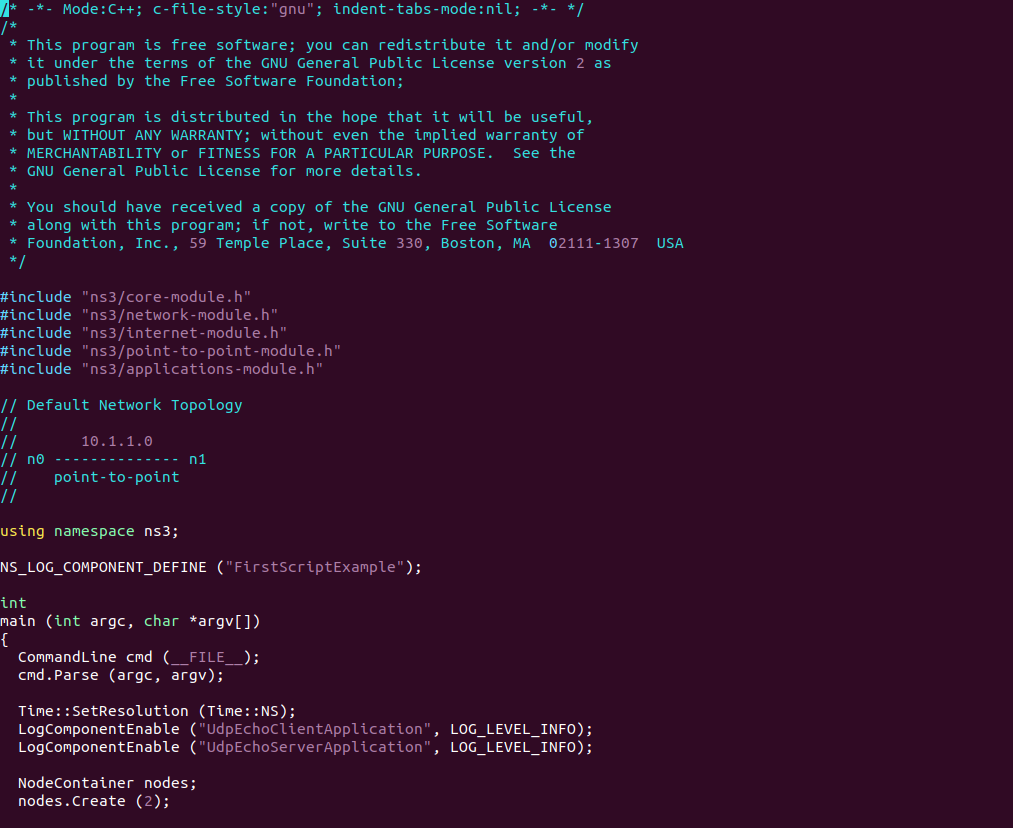 /* -*- Mode:C++; c-file-style:"gnu"; indent-tabs-mode:nil; -*- */
/*
 * This program is free software; you can redistribute it and/or modify
 * it under the terms of the GNU General Public License version 2 as
 * published by the Free Software Foundation;
 *
 * This program is distributed in the hope that it will be useful,
 * but WITHOUT ANY WARRANTY; without even the implied warranty of
 * MERCHANTABILITY or FITNESS FOR A PARTICULAR PURPOSE.  See the
 * GNU General Public License for more details.
 *
 * You should have received a copy of the GNU General Public License
 * along with this program; if not, write to the Free Software
 * Foundation, Inc., 59 Temple Place, Suite 330, Boston, MA  02111-1307  USA
 */

#include "ns3/core-module.h"
#include "ns3/network-module.h"
#include "ns3/internet-module.h"
#include "ns3/point-to-point-module.h"
#include "ns3/applications-module.h"

// Default Network Topology
//
//       10.1.1.0
// n0 -------------- n1
//    point-to-point
//

using namespace ns3;

NS_LOG_COMPONENT_DEFINE ("FirstScriptExample");

int
main (int argc, char *argv[])
{
  CommandLine cmd (__FILE__);
  cmd.Parse (argc, argv);

  Time::SetResolution (Time::NS);
  LogComponentEnable ("UdpEchoClientApplication", LOG_LEVEL_INFO);
  LogComponentEnable ("UdpEchoServerApplication", LOG_LEVEL_INFO);

  NodeContainer nodes;
  nodes.Create (2);